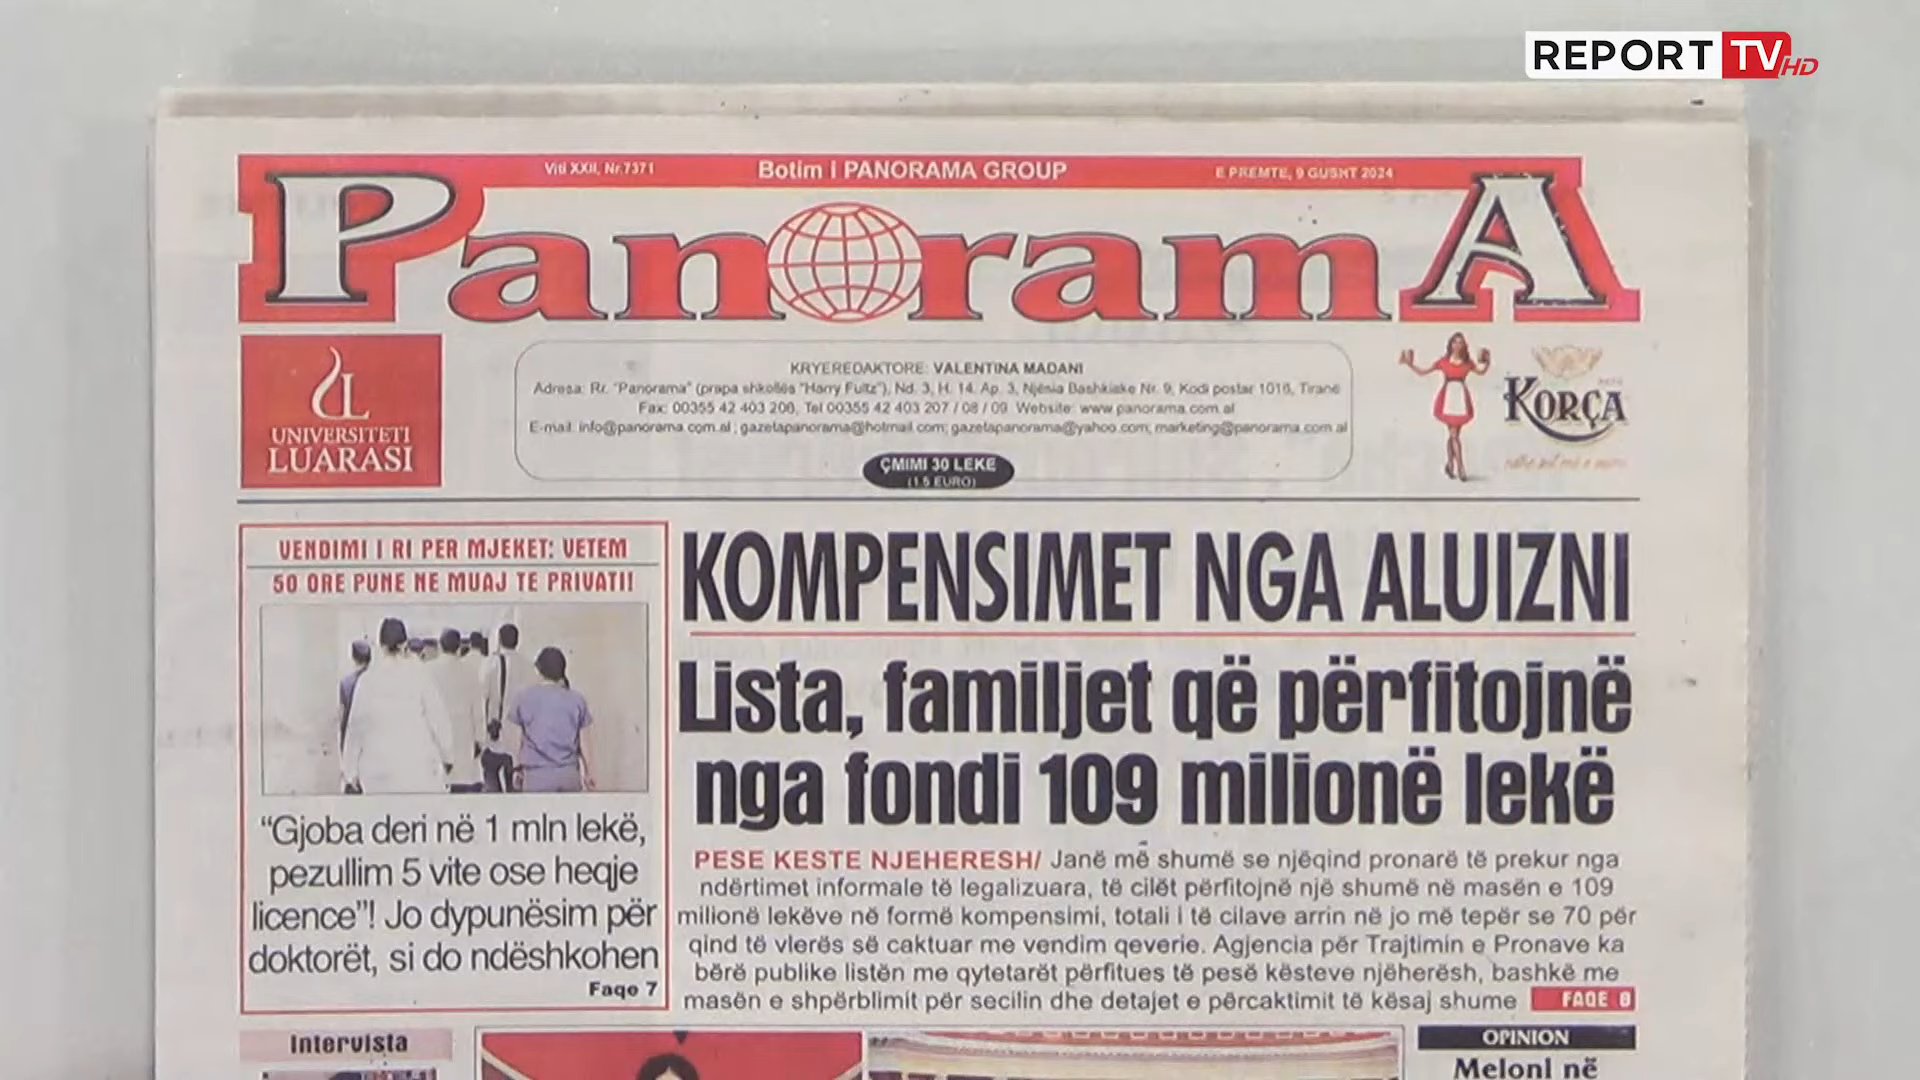 REPORT TV HD
Viti XXII, Nr.7371
Botim i PANORAMA GROUP
E PREMTE, 9 GUSHT 2024
PanoramA
UNIVERSITETI
LUARASI
KRYEREDAKTORE: VALENTINA MADANI
Adresa: Rr. "Panorama" (prapa shkollës "Harry Fultz"), Nd. 3, H. 14. Ap. 3, Njësia Bashkiake Nr. 9, Kodi postar 1016, Tiranë
Fax: 00355 42 403 206, Tel 00355 42 403 207 / 08 / 09 Website: www.panorama.com.al
E-mail: info@panorama.com.al; gazetapanorama@hotmail.com; gazetapanorama@yahoo.com; marketing@panorama.com.al
ÇMIMI 30 LEKE
(1.5 EURO)
KORÇA
VENDIMI I RI PER MJEKET: VETEM
50 ORE PUNE NE MUAJ TE PRIVATI!
"Gjoba deri në 1 mln lekë,
pezullim 5 vite ose heqje
licence"! Jo dypunësim për
doktorët, si do ndëshkohen
Faqe 7
KOMPENSIMET NGA ALUIZNI
Lista, familjet që përfitojnë
nga fondi 109 milionë lekë
PESE KESTE NJEHERESH/ Janë më shumë se njëqind pronarë të prekur nga
ndërtimet informale të legalizuara, të cilët përfitojnë një shumë në masën e 109
milionë lekëve në formë kompensimi, totali i të cilave arrin në jo më tepër se 70 për
qind të vlerës së caktuar me vendim qeverie. Agjencia për Trajtimin e Pronave ka
bërë publike listën me qytetarët përfitues të pesë kësteve njëherësh, bashkë me
masën e shpërblimit për secilin dhe detajet e përcaktimit të kësaj shume FAQE 8
Intervista
OPINION
Meloni në